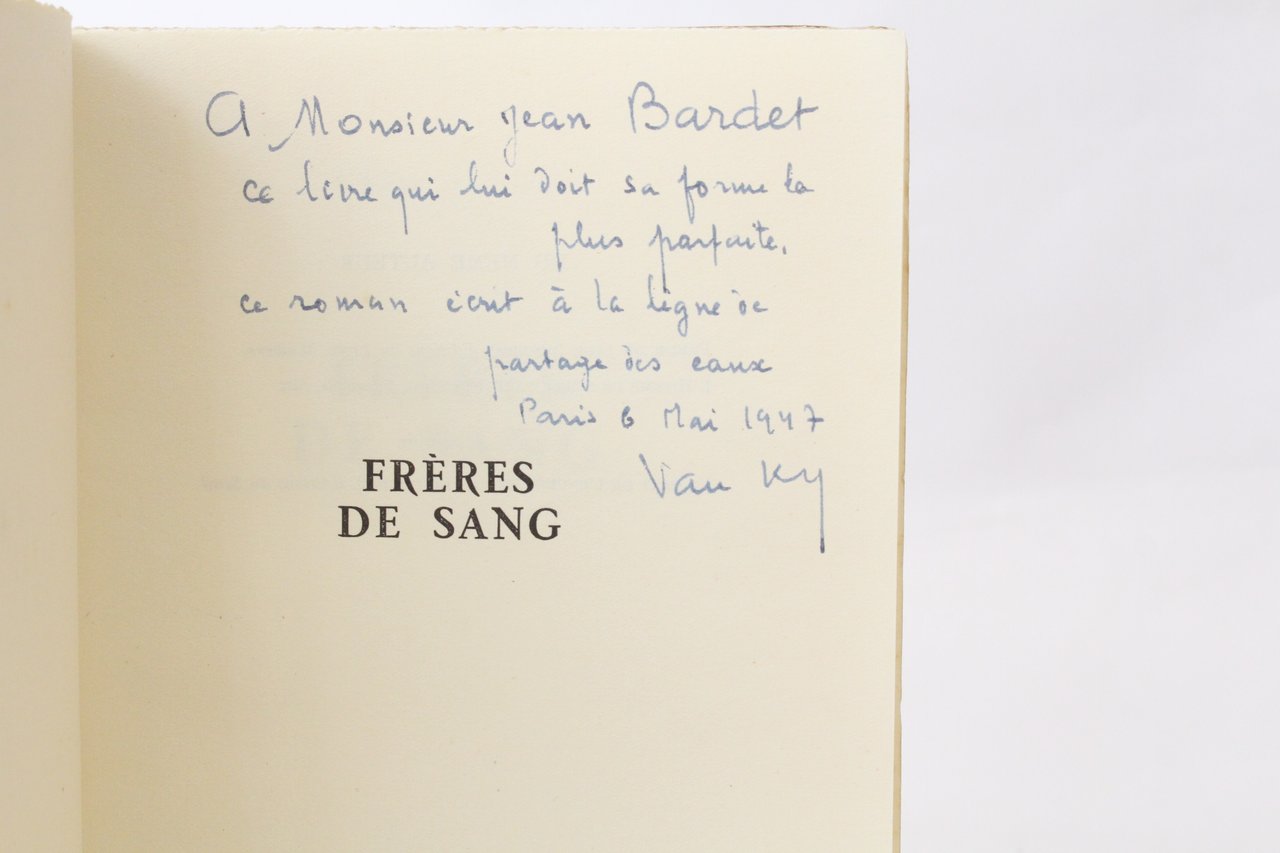 A Monsieur Jean Bardet
ce livre qui lui doit sa forme la
plus parfaite,
ce roman écrit à la ligne de
partage des eaux
Paris 6 Mai 1947
Van Ky
FRÈRES
DE SANG